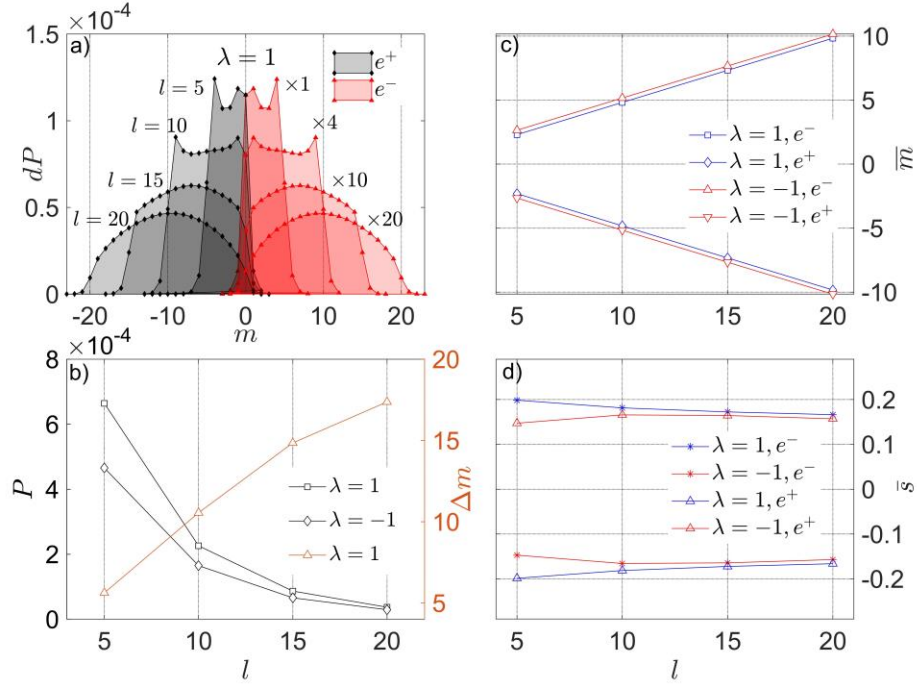 ×10⁻⁴
a)
λ = 1
e⁺
e⁻
l = 5
×1
l = 10
×4
l = 15
×10
l = 20
×20
dP
1.5
1
0.5
0
-20 -10 0 10 20
m
c)
λ = 1, e⁻
λ = 1, e⁺
λ = -1, e⁻
λ = -1, e⁺
10
5
0
-5
-10
m̅
5 10 15 20
×10⁻⁴
b)
8
6
4
2
0
P
λ = 1
λ = -1
λ = 1
20
15
10
5
Δm
5 10 15 20
l
d)
λ = 1, e⁻
λ = -1, e⁻
λ = 1, e⁺
λ = -1, e⁺
0.2
0.1
0
-0.1
-0.2
s̄
5 10 15 20
l